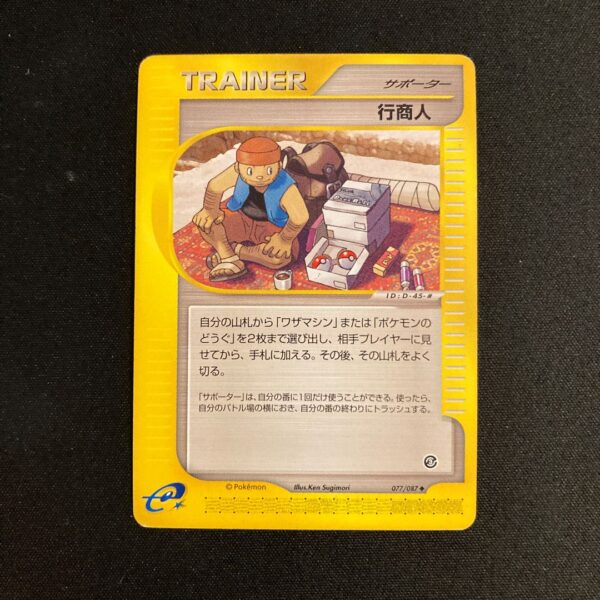 TRAINER
サポーター
行商人
ID:D-45-#
自分の山札から「ワザマシン」または「ポケモンの
どうぐ」を2枚まで選び出し、相手プレイヤーに見
せてから、手札に加える。その後、その山札をよく
切る。
「サポーター」は、自分の番に1回だけ使うことができる。使ったら、
自分のバトル場の横におき、自分の番の終わりにトラッシュする。
© Pokémon
Illus.Ken Sugimori
077/087 ◆
e